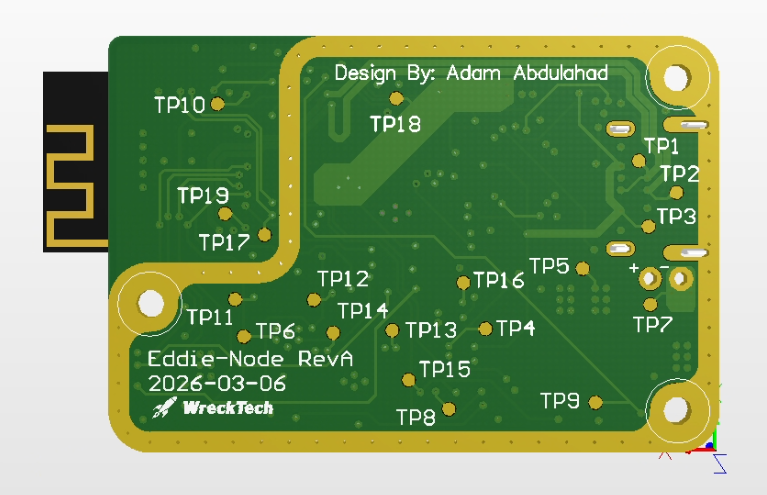 Design By: Adam Abdulahad
TP10
TP18
TP1
TP2
TP19
TP3
TP17
TP5
+ -
TP12
TP16
TP11
TP14
TP7
TP6
TP13
TP4
Eddie-Node RevA
TP15
2026-03-06
WreckTech
TP9
TP8
Z